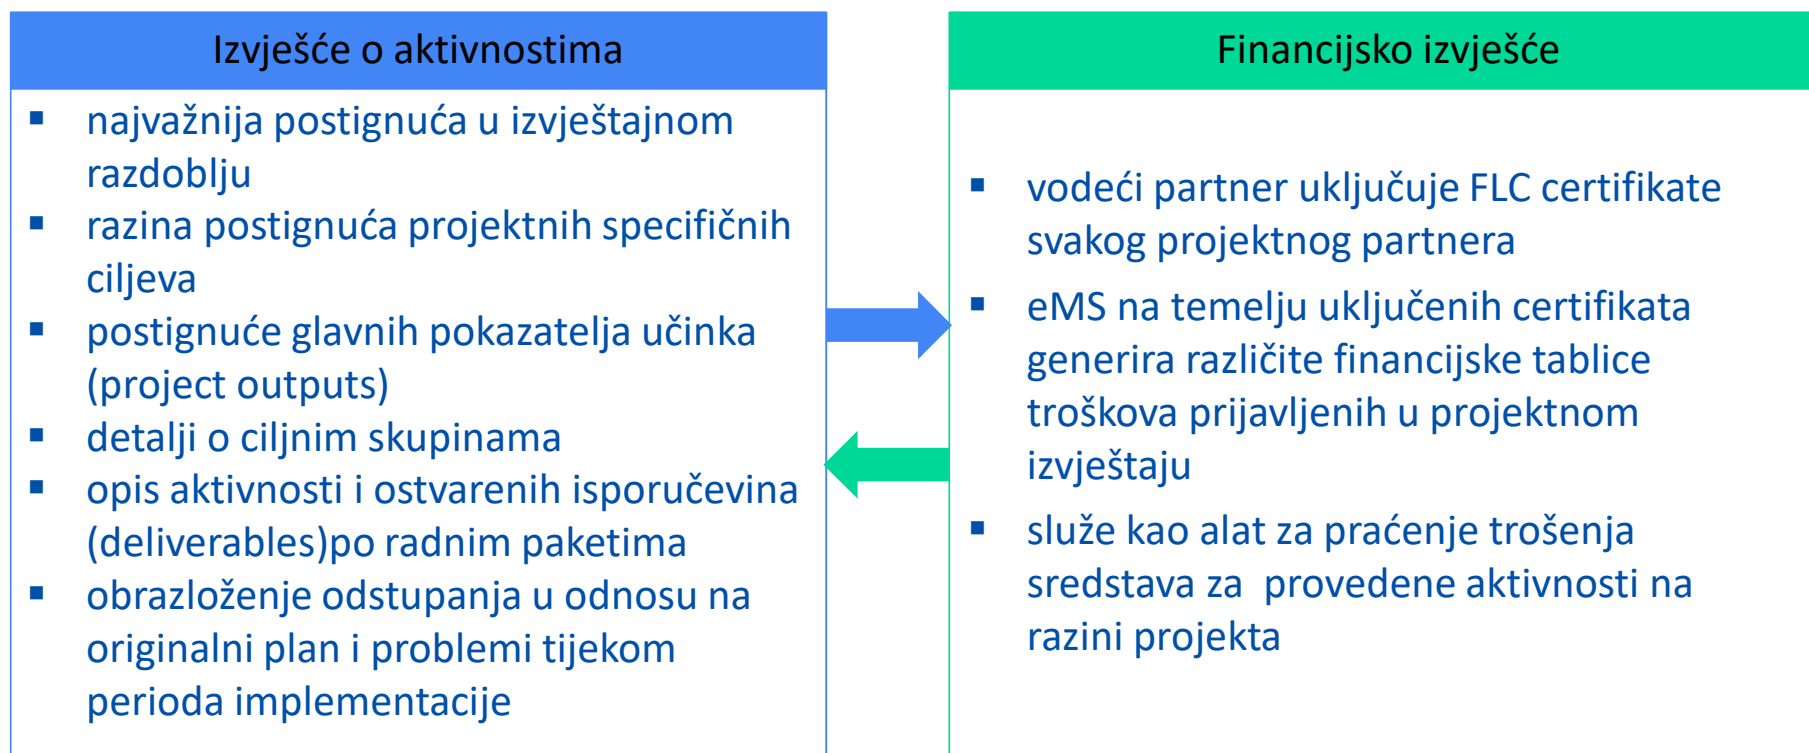 Izvješće o aktivnostima
▪ najvažnija postignuća u izvještajnom
razdoblju
▪ razina postignuća projektnih specifičnih
ciljeva
▪ postignuće glavnih pokazatelja učinka
(project outputs)
▪ detalji o ciljnim skupinama
▪ opis aktivnosti i ostvarenih isporučevina
(deliverables)po radnim paketima
▪ obrazloženje odstupanja u odnosu na
originalni plan i problemi tijekom
perioda implementacije
Financijsko izvješće
▪ vodeći partner uključuje FLC certifikate
svakog projektnog partnera
▪ eMS na temelju uključenih certifikata
generira različite financijske tablice
troškova prijavljenih u projektnom
izvještaju
▪ služe kao alat za praćenje trošenja
sredstava za  provedene aktivnosti na
razini projekta